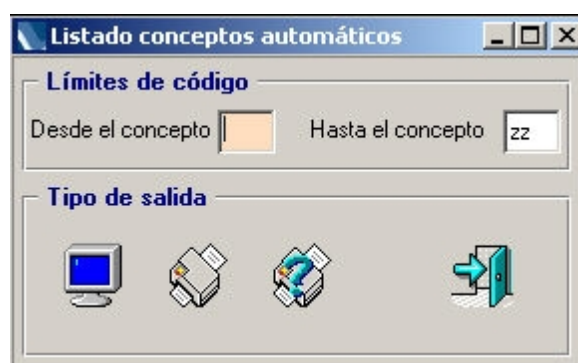 Listado conceptos automáticos
Límites de código
Desde el concepto Hasta el concepto zz
Tipo de salida